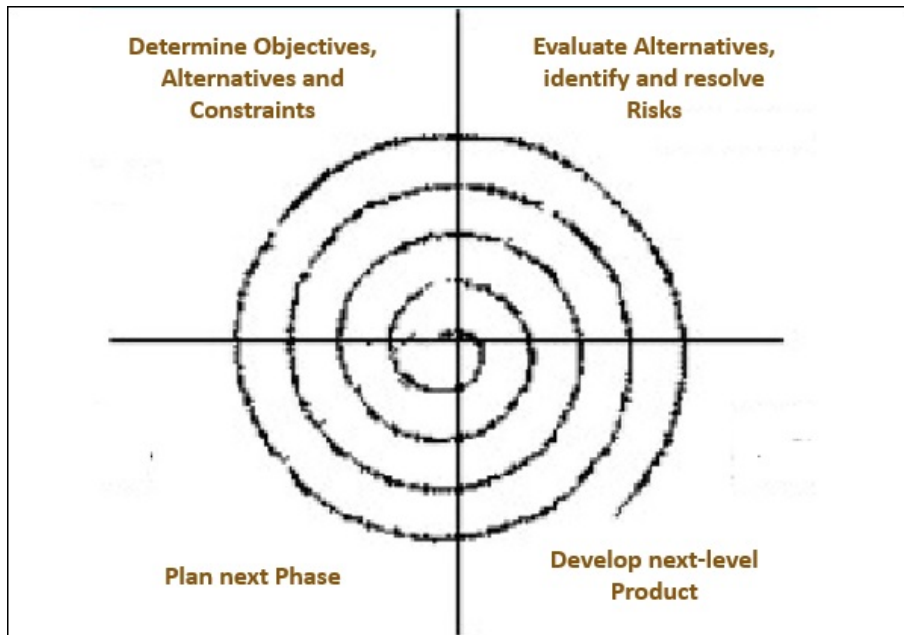 Determine Objectives,
Alternatives and
Constraints
Evaluate Alternatives,
identify and resolve
Risks
Plan next Phase
Develop next-level
Product